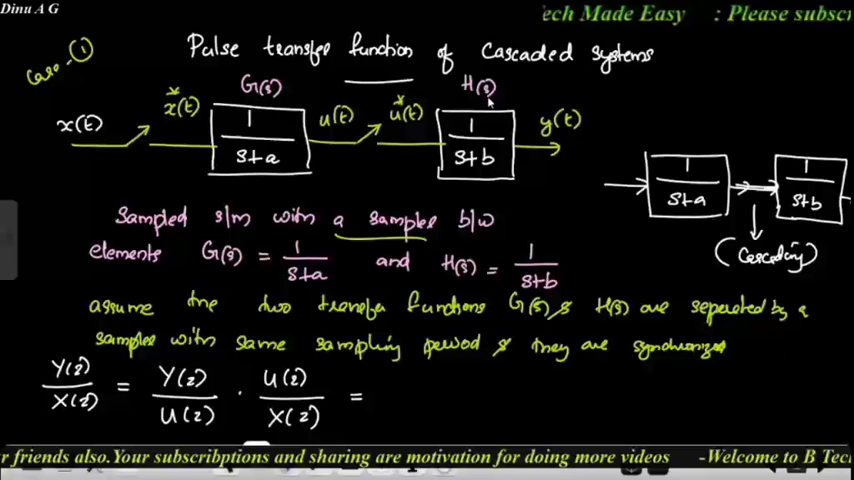 Dinu A G
ech Made Easy : Please subscr
Case - ①
Pulse transfer function of Cascaded systems
G(s)
H(s)
x(t)
x*(t)
1
s+a
u(t)
u*(t)
1
s+b
y(t)
1
s+a
1
s+b
(Cascading)
Sampled s/m with a sampler b/w
elements G(s) = 1/s+a and H(s) = 1/s+b
assume the two transfer functions G(s) & H(s) are seperated by a
sampler with same sampling period & they are synchronized
Y(z)/X(z) = Y(z)/U(z) . U(z)/X(z) =
r friends also.Your subscribptions and sharing are motivation for doing more videos -Welcome to B Tec